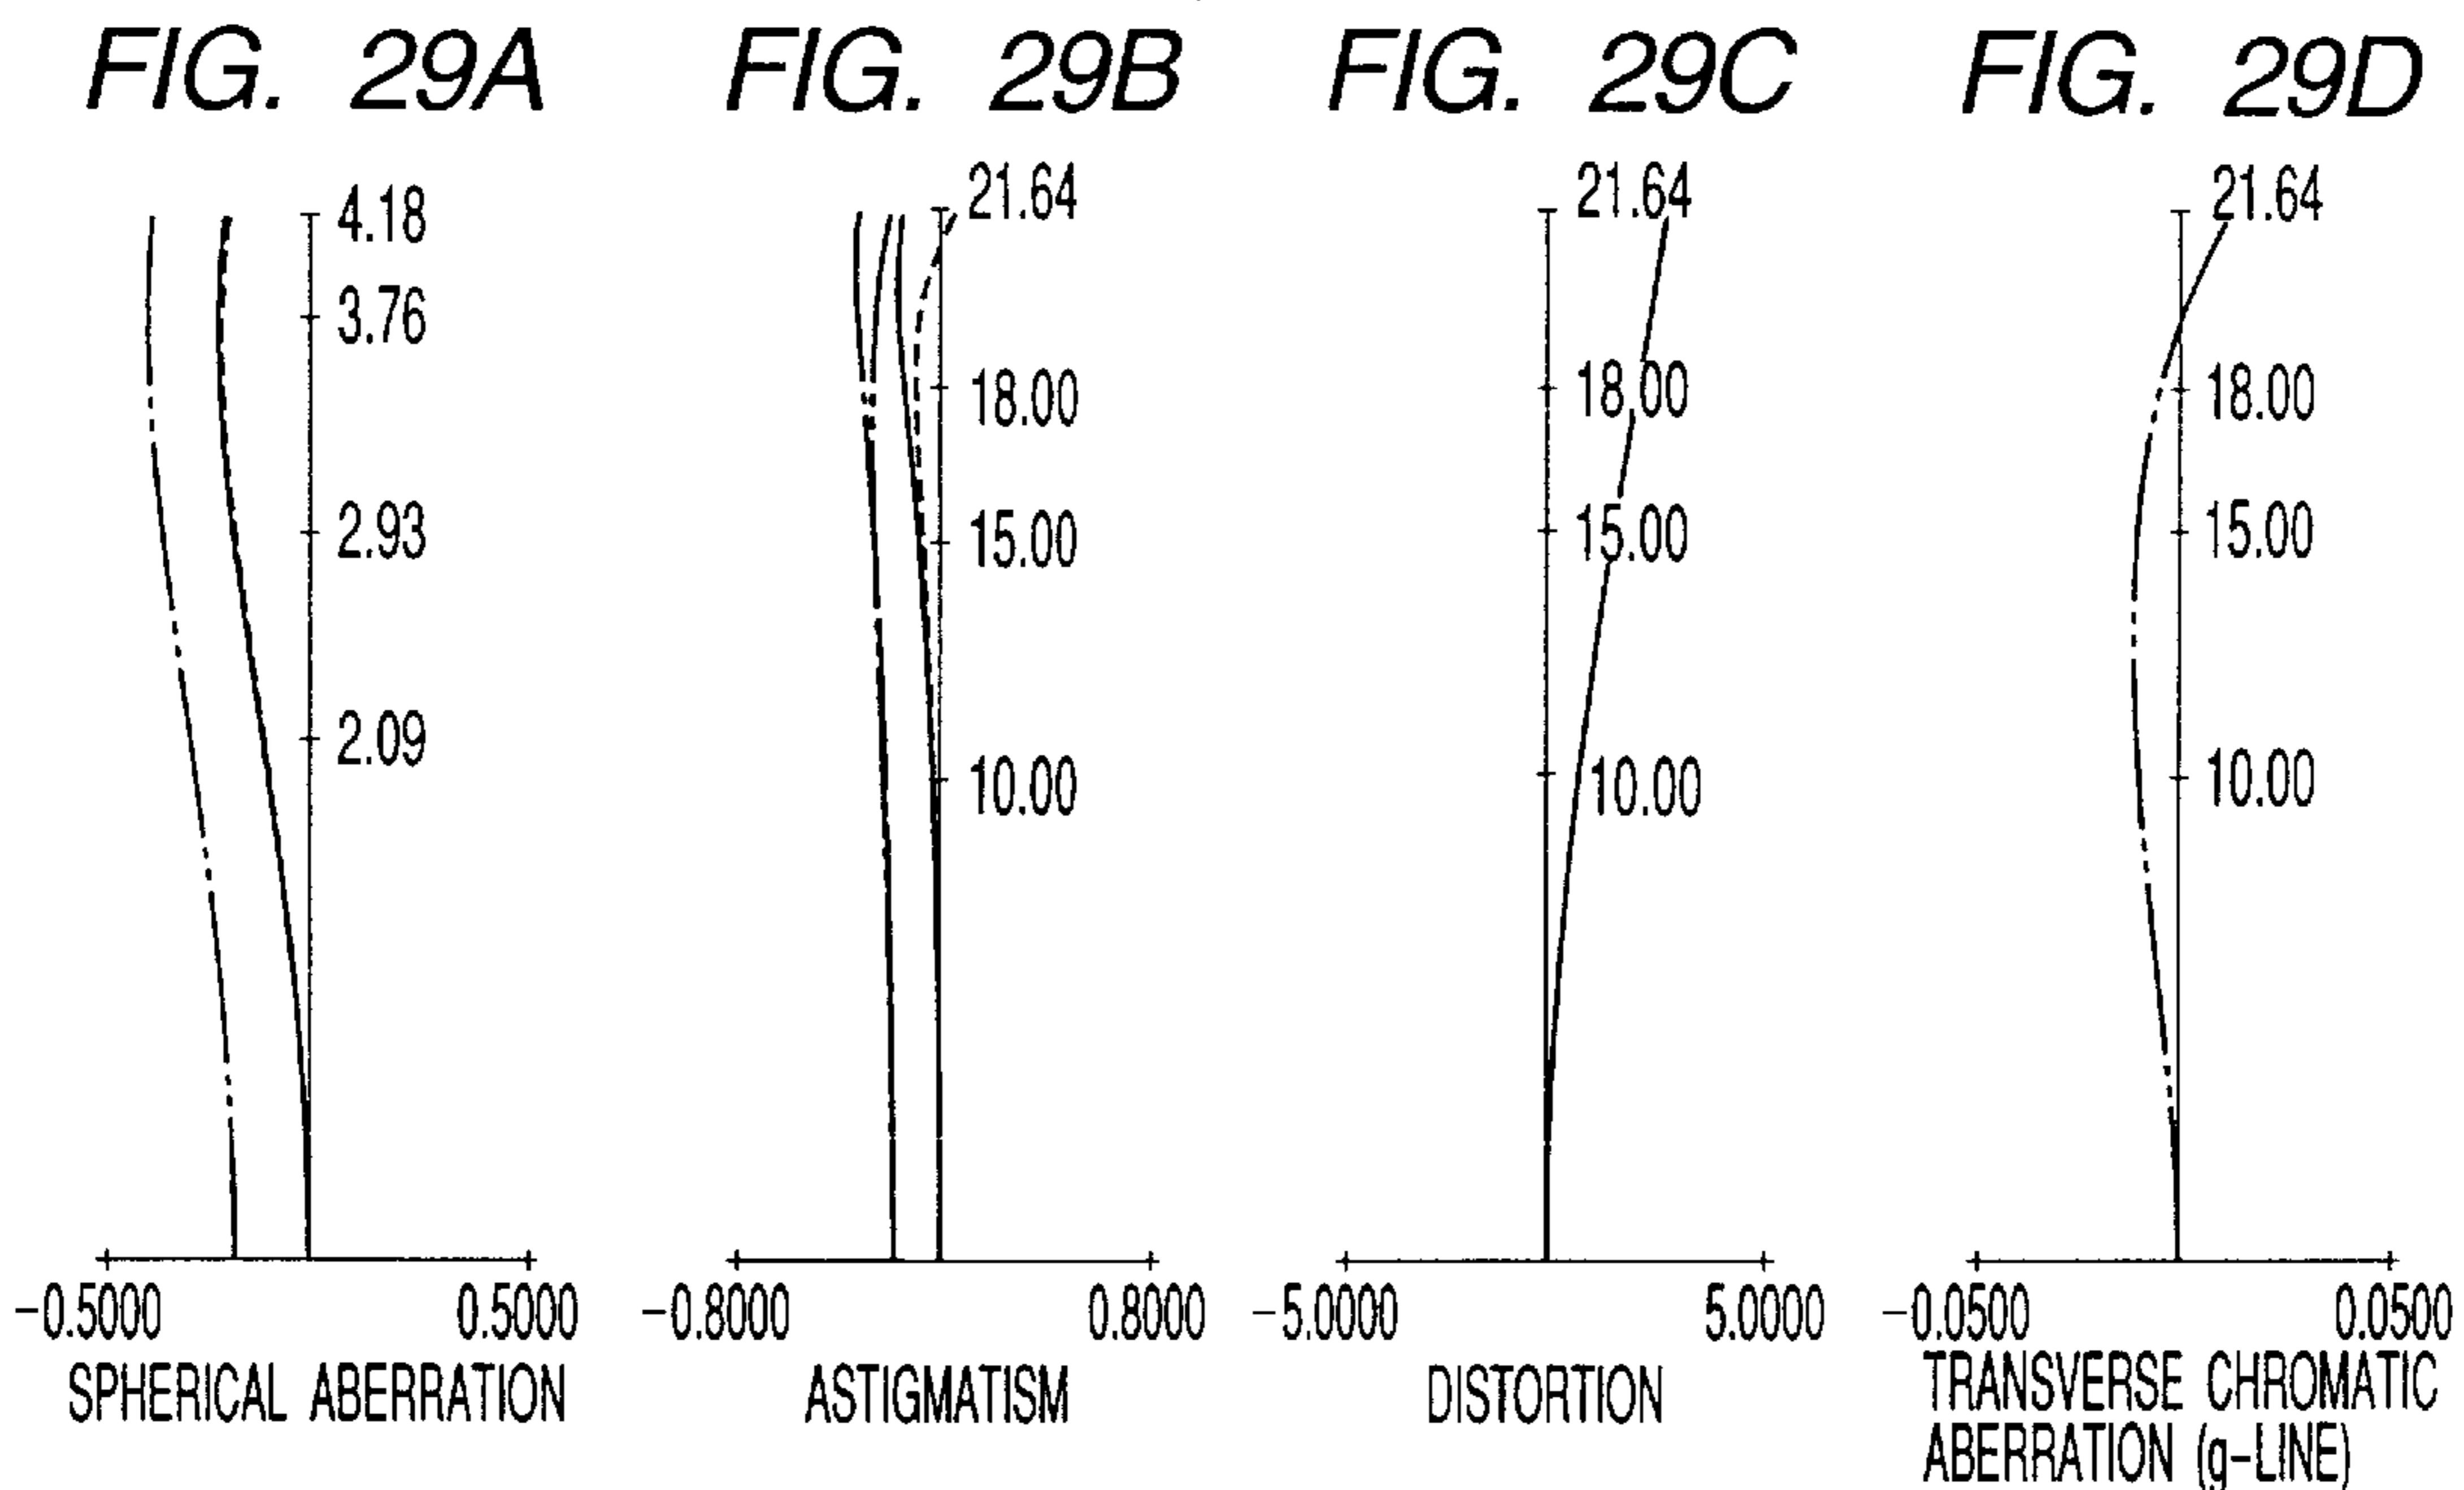 FIG. 29A
4.18
3.76
2.93
2.09
-0.5000 0.5000
SPHERICAL ABERRATION
FIG. 29B
21.64
18.00
15.00
10.00
-0.8000 0.8000
ASTIGMATISM
FIG. 29C
21.64
18.00
15.00
10.00
-5.0000 5.0000
DISTORTION
FIG. 29D
21.64
18.00
15.00
10.00
-0.0500 0.0500
TRANSVERSE CHROMATIC
ABERRATION (g-LINE)